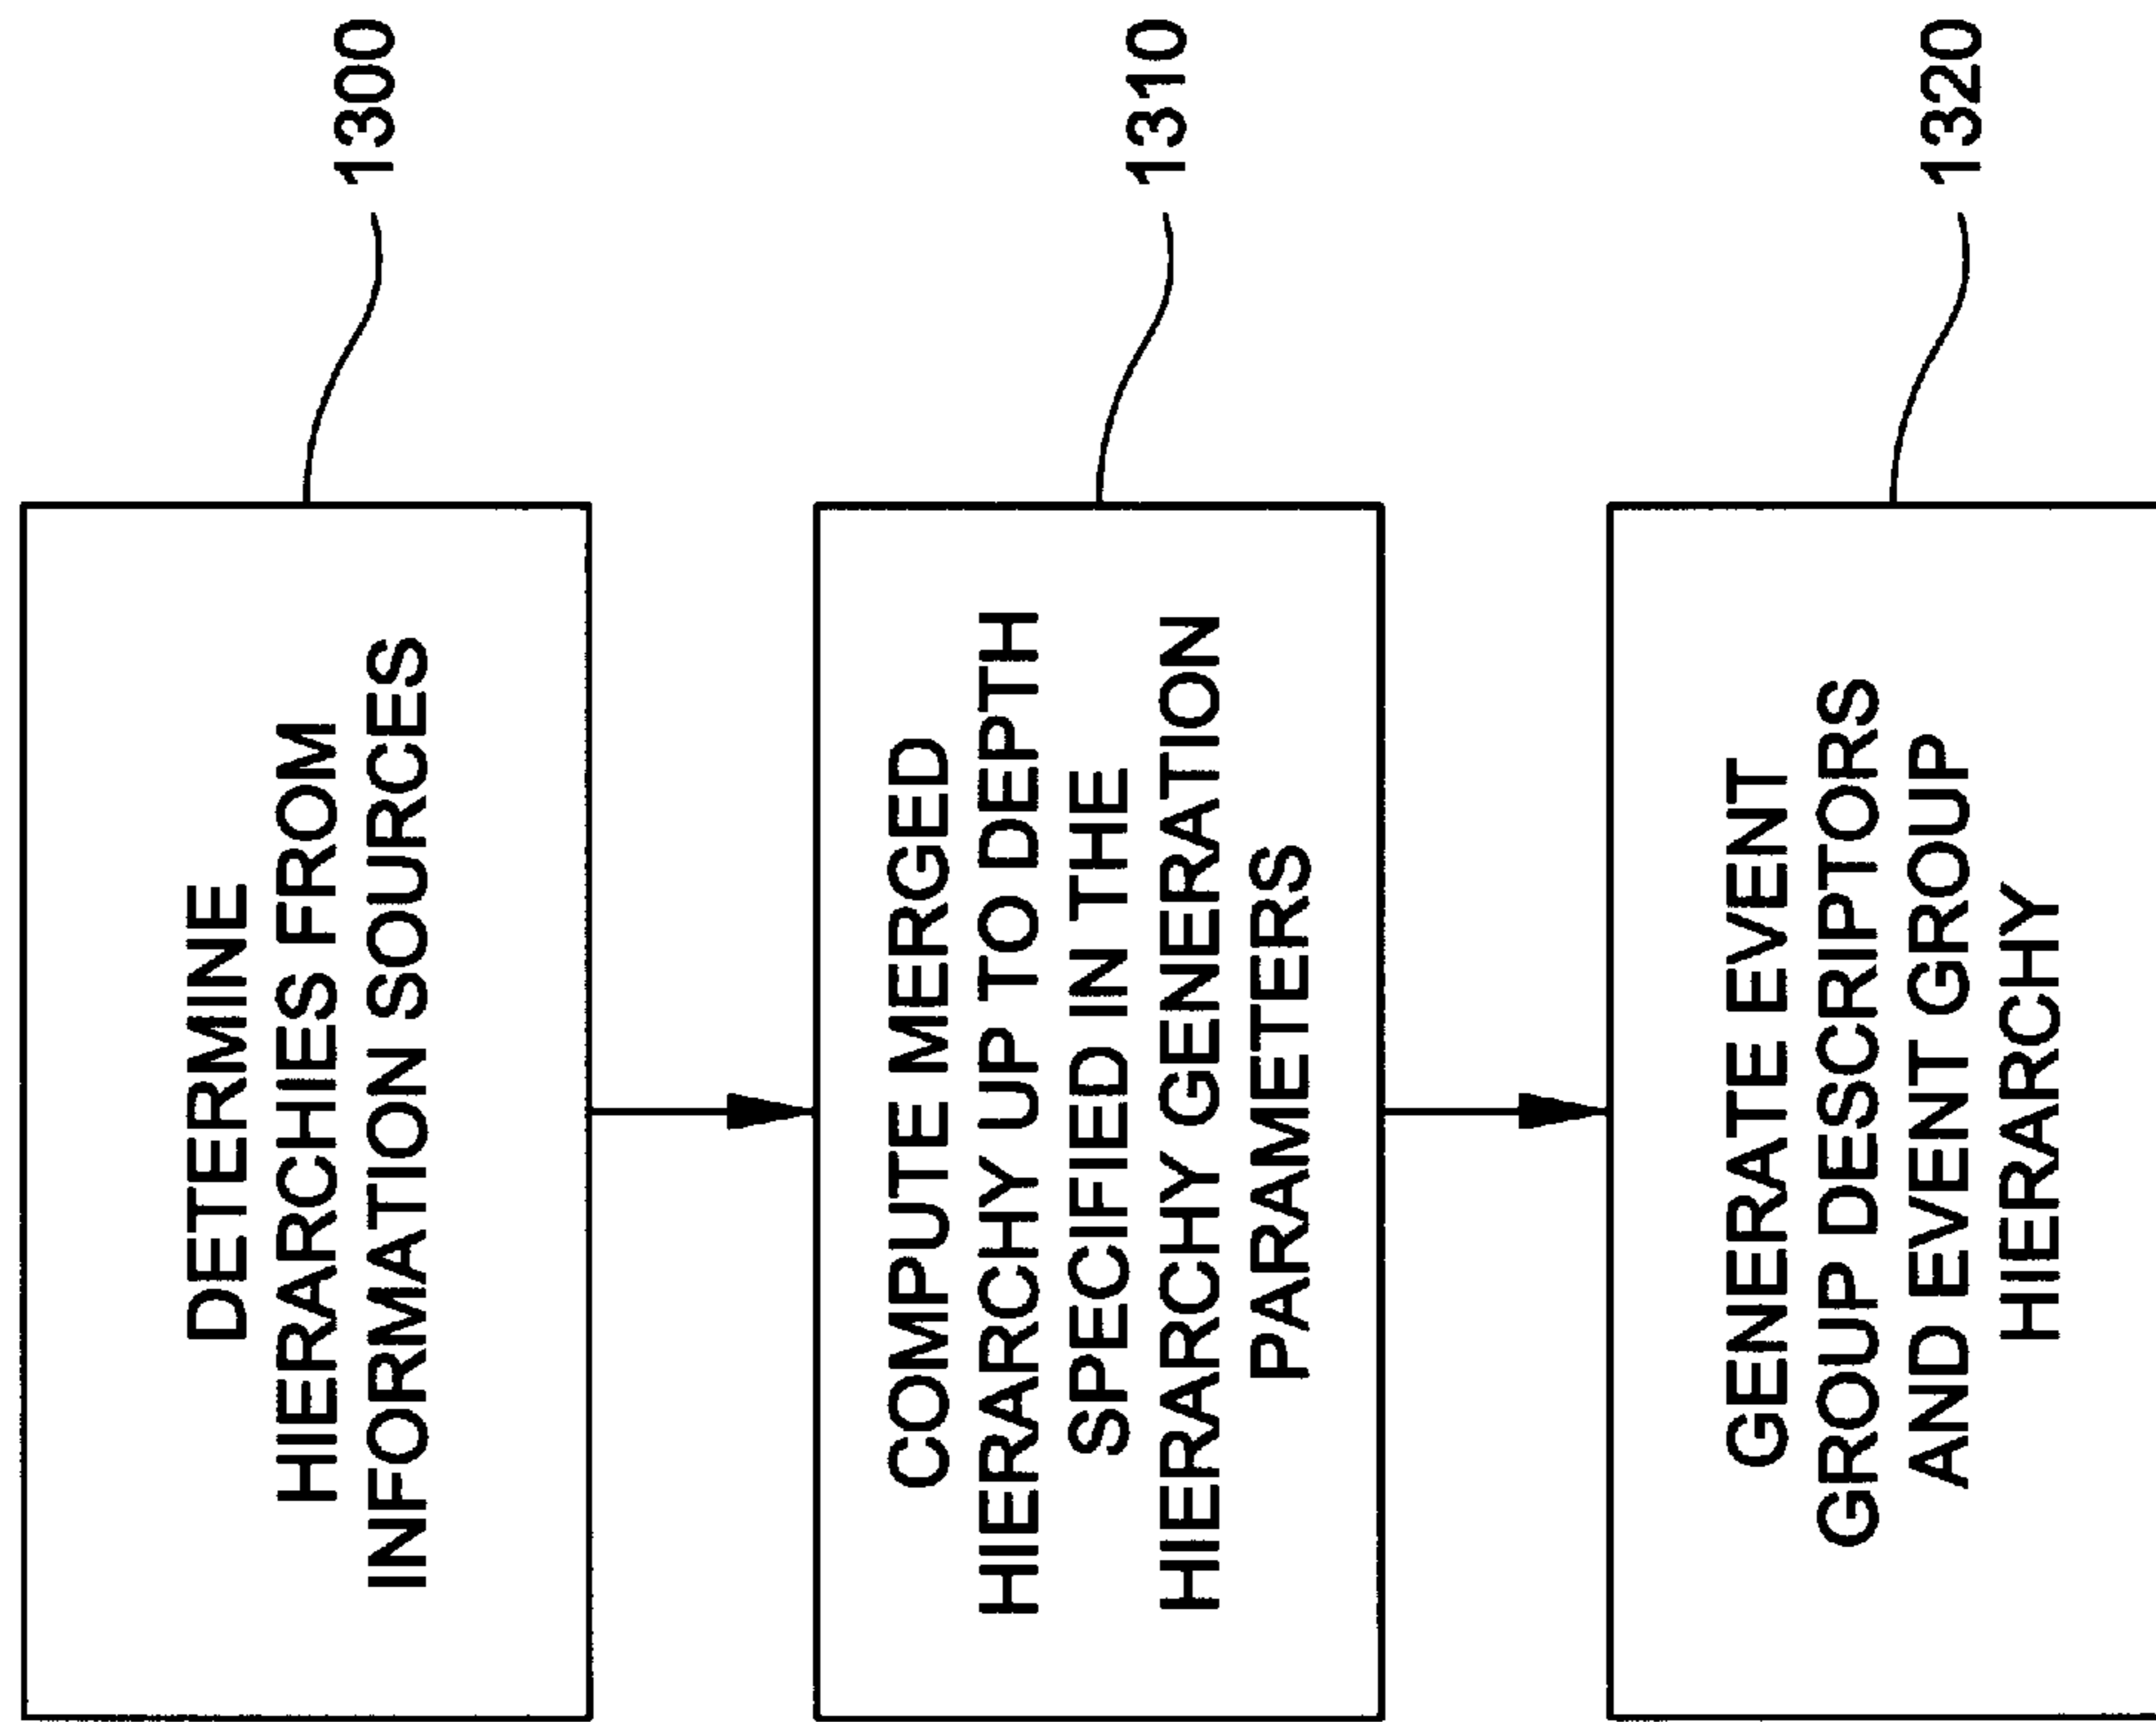 DETERMINE
HIERARCHIES FROM
INFORMATION SOURCES
1300
COMPUTE MERGED
HIERARCHY UP TO DEPTH
SPECIFIED IN THE
HIERARCHY GENERATION
PARAMETERS
1310
GENERATE EVENT
GROUP DESCRIPTORS
AND EVENT GROUP
HIERARCHY
1320